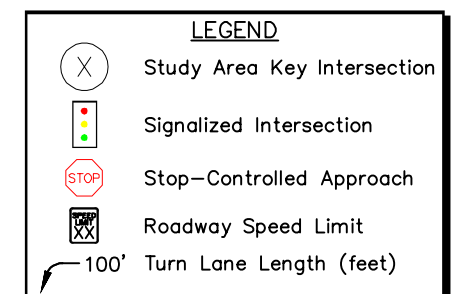 LEGEND
X Study Area Key Intersection
Signalized Intersection
STOP Stop-Controlled Approach
SPEED LIMIT XX Roadway Speed Limit
100' Turn Lane Length (feet)